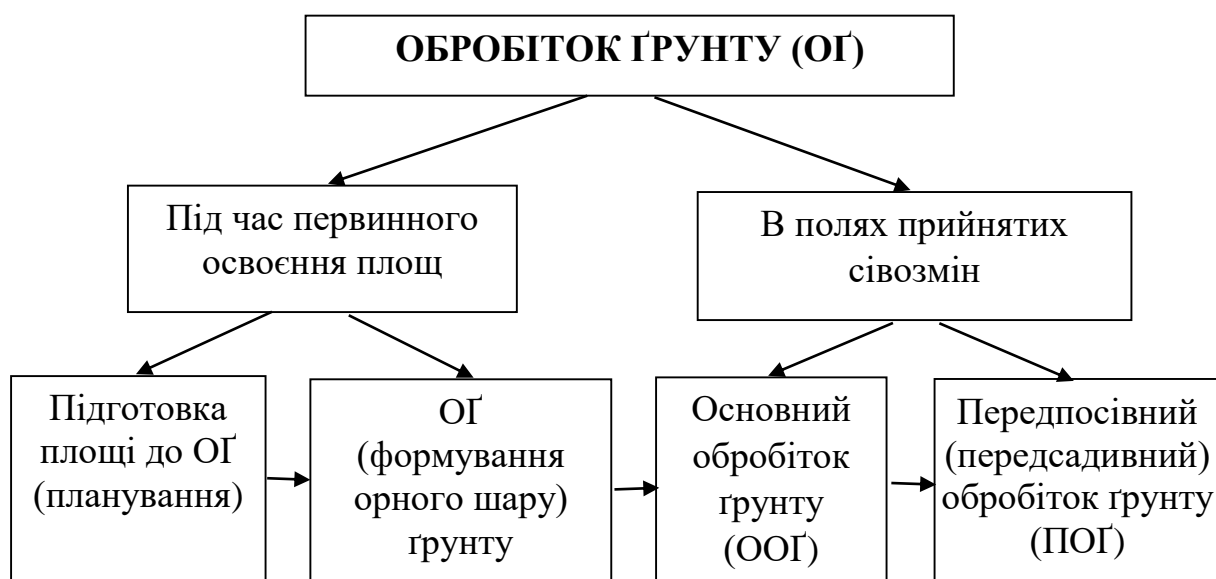 ОБРОБІТОК ҐРУНТУ (ОҐ)
Під час первинного
освоєння площ
В полях прийнятих
сівозмін
Підготовка
площі до ОҐ
(планування)
ОҐ
(формування
орного шару)
ґрунту
Основний
обробіток
ґрунту
(ООҐ)
Передпосівний
(передсадивний)
обробіток ґрунту
(ПОҐ)